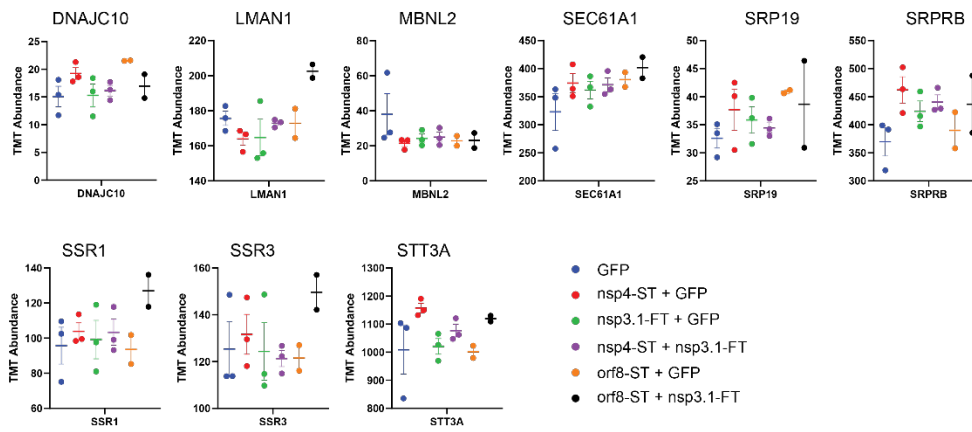 DNAJC10
LMAN1
MBNL2
SEC61A1
SRP19
SRPRB
TMT Abundance
25
20
15
10
5
0
DNAJC10
TMT Abundance
220
200
180
160
140
LMAN1
TMT Abundance
80
60
40
20
0
MBNL2
TMT Abundance
450
400
350
300
250
200
SEC61A1
TMT Abundance
50
45
40
35
30
25
SRP19
TMT Abundance
500
450
400
350
300
SRPRB
SSR1
SSR3
STT3A
TMT Abundance
140
120
100
80
60
SSR1
TMT Abundance
160
140
120
100
SSR3
TMT Abundance
1300
1200
1100
1000
900
800
STT3A
GFP
nsp4-ST + GFP
nsp3.1-FT + GFP
nsp4-ST + nsp3.1-FT
orf8-ST + GFP
orf8-ST + nsp3.1-FT